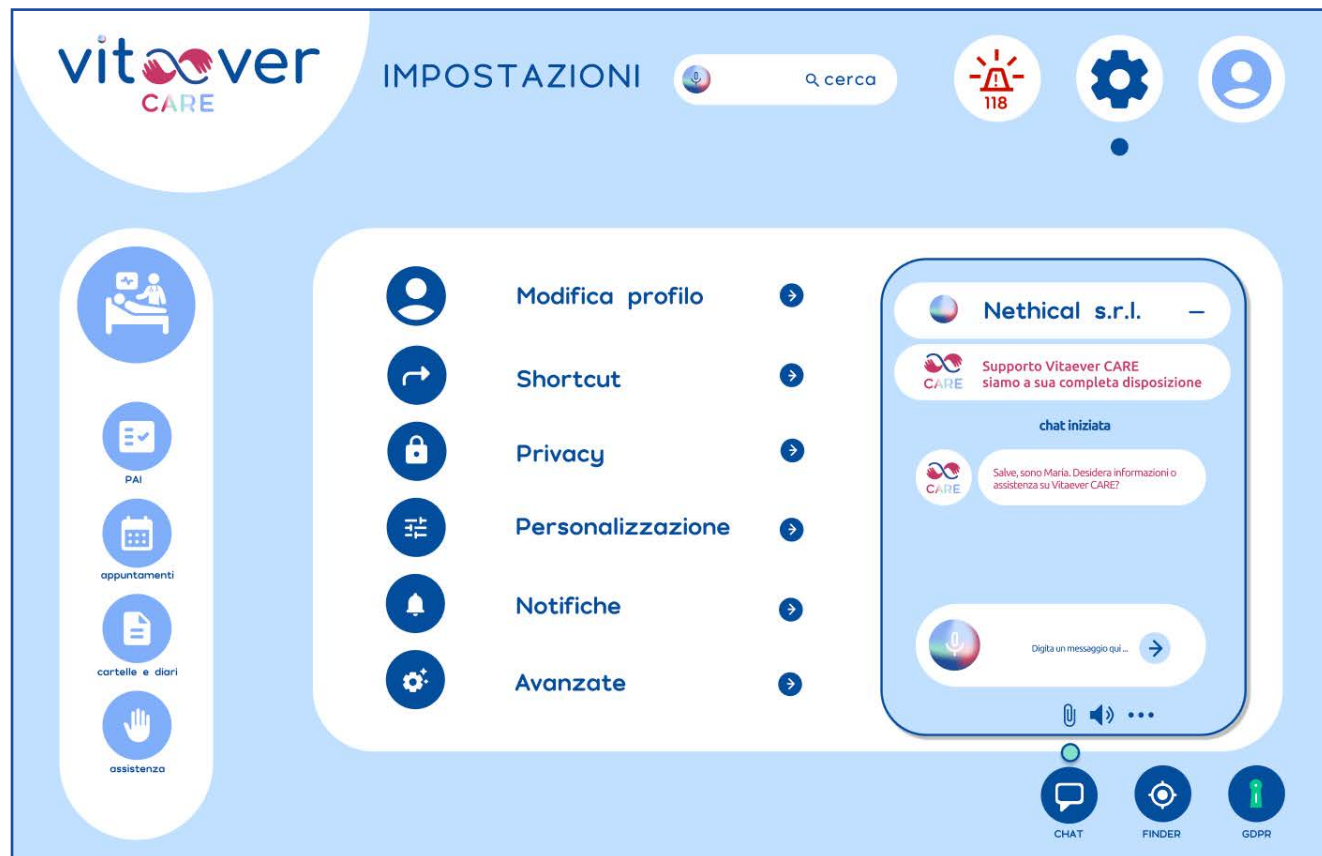 vitaever
CARE
IMPOSTAZIONI
cerca
118
PAI
appuntamenti
cartelle e diari
assistenza
Modifica profilo
Shortcut
Privacy
Personalizzazione
Notifiche
Avanzate
Nethical s.r.l.
CARE
Supporto Vitaever CARE
siamo a sua completa disposizione
chat iniziata
CARE
Salve, sono Maria. Desidera informazioni o
assistenza su Vitaever CARE?
Digita un messaggio qui ...
CHAT
FINDER
GDPR